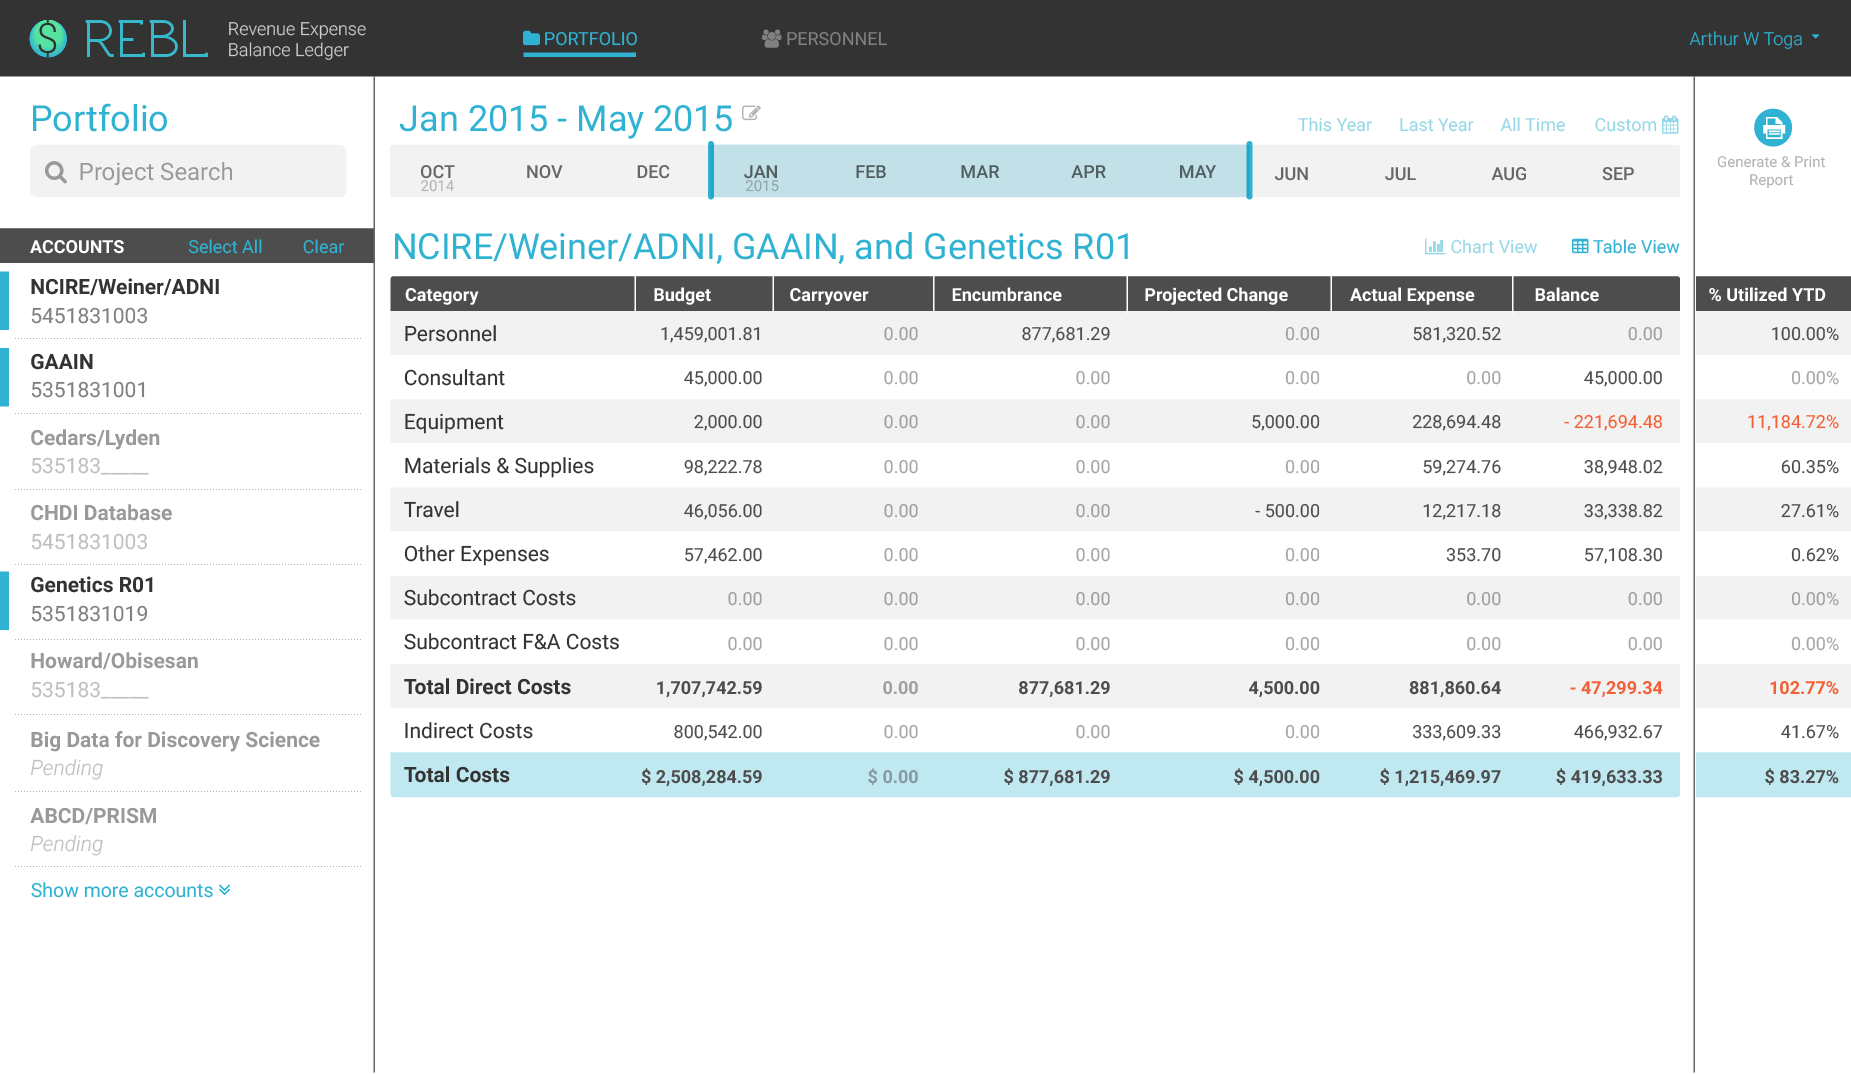 REBL
Revenue Expense
Balance Ledger
PORTFOLIO
PERSONNEL
Arthur W Toga
Portfolio
Project Search
ACCOUNTS Select All Clear
NCIRE/Weiner/ADNI
5451831003
GAAIN
5351831001
Cedars/Lyden
535183_____
CHDI Database
5451831003
Genetics R01
5351831019
Howard/Obisesan
535183_____
Big Data for Discovery Science
Pending
ABCD/PRISM
Pending
Show more accounts
Jan 2015 - May 2015
This Year Last Year All Time Custom
OCT NOV DEC JAN FEB MAR APR MAY JUN JUL AUG SEP
2014 2015
Generate & Print
Report
NCIRE/Weiner/ADNI, GAAIN, and Genetics R01
Chart View Table View
Category Budget Carryover Encumbrance Projected Change Actual Expense Balance % Utilized YTD
Personnel 1,459,001.81 0.00 877,681.29 0.00 581,320.52 0.00 100.00%
Consultant 45,000.00 0.00 0.00 0.00 0.00 45,000.00 0.00%
Equipment 2,000.00 0.00 0.00 5,000.00 228,694.48 - 221,694.48 11,184.72%
Materials & Supplies 98,222.78 0.00 0.00 0.00 59,274.76 38,948.02 60.35%
Travel 46,056.00 0.00 0.00 - 500.00 12,217.18 33,338.82 27.61%
Other Expenses 57,462.00 0.00 0.00 0.00 353.70 57,108.30 0.62%
Subcontract Costs 0.00 0.00 0.00 0.00 0.00 0.00 0.00%
Subcontract F&A Costs 0.00 0.00 0.00 0.00 0.00 0.00 0.00%
Total Direct Costs 1,707,742.59 0.00 877,681.29 4,500.00 881,860.64 - 47,299.34 102.77%
Indirect Costs 800,542.00 0.00 0.00 0.00 333,609.33 466,932.67 41.67%
Total Costs $ 2,508,284.59 $ 0.00 $ 877,681.29 $ 4,500.00 $ 1,215,469.97 $ 419,633.33 $ 83.27%